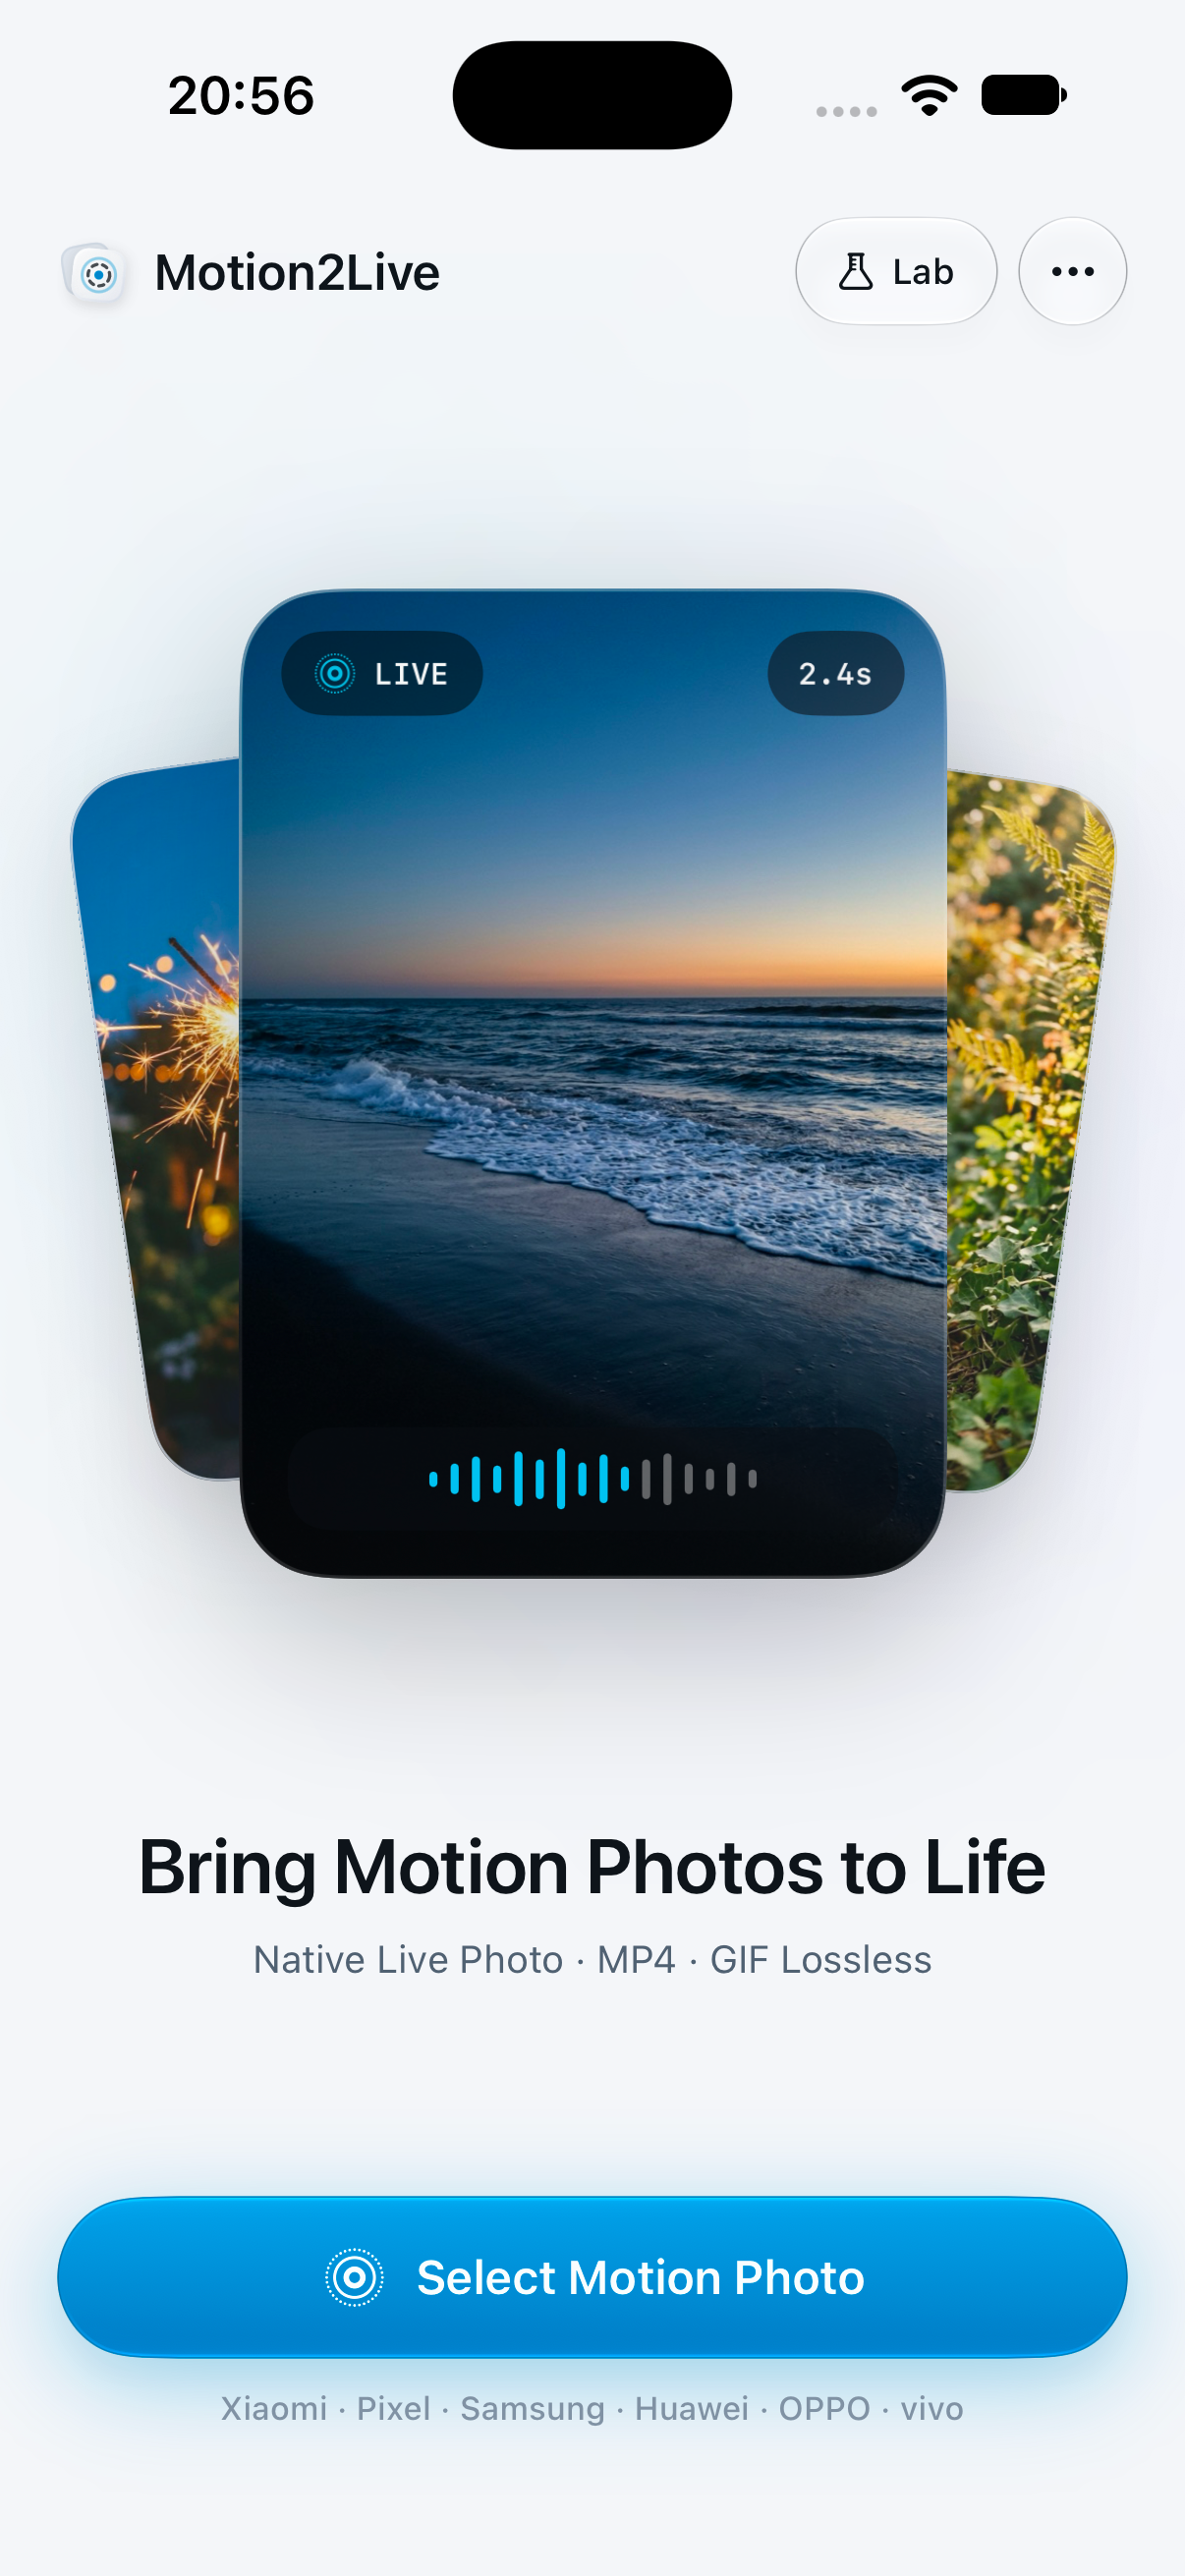 20:56
Motion2Live
Lab
LIVE
2.4s
Bring Motion Photos to Life
Native Live Photo · MP4 · GIF Lossless
Select Motion Photo
Xiaomi · Pixel · Samsung · Huawei · OPPO · vivo